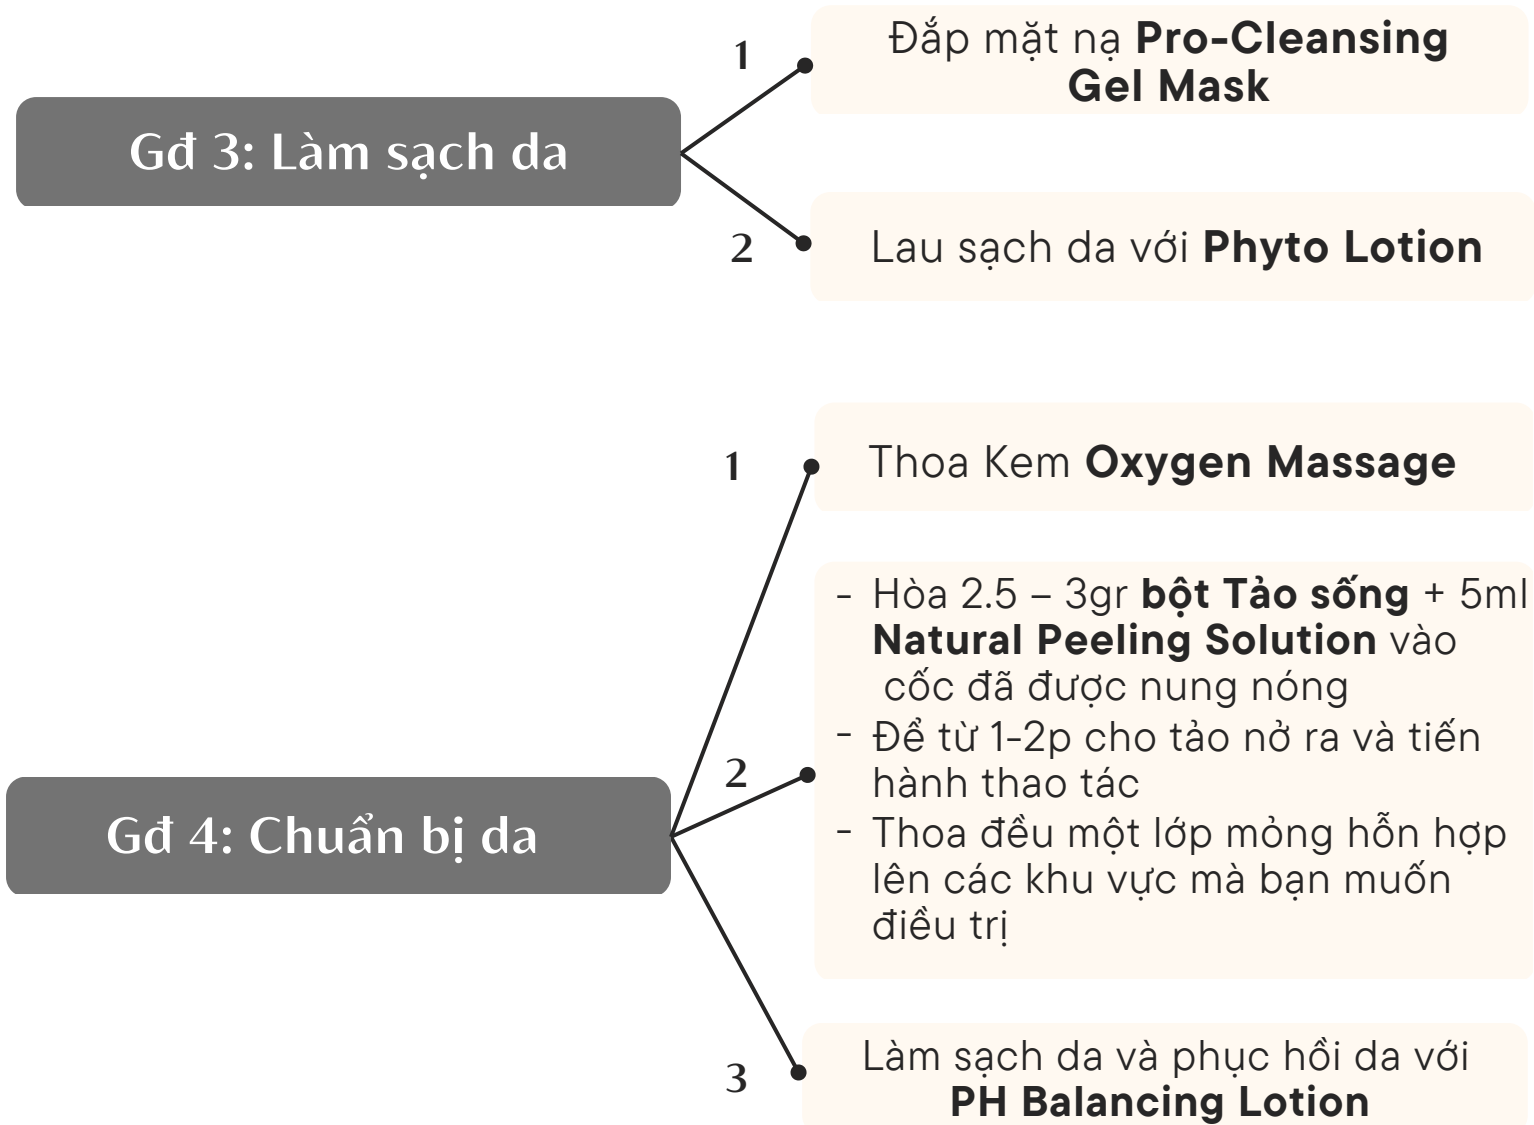 Gđ 3: Làm sạch da
1
Đắp mặt nạ Pro-Cleansing
Gel Mask
2
Lau sạch da với Phyto Lotion
Gđ 4: Chuẩn bị da
1
Thoa Kem Oxygen Massage
2
- Hòa 2.5 – 3gr bột Tảo sống + 5ml
Natural Peeling Solution vào
cốc đã được nung nóng
- Để từ 1-2p cho tảo nở ra và tiến
hành thao tác
- Thoa đều một lớp mỏng hỗn hợp
lên các khu vực mà bạn muốn
điều trị
3
Làm sạch da và phục hồi da với
PH Balancing Lotion